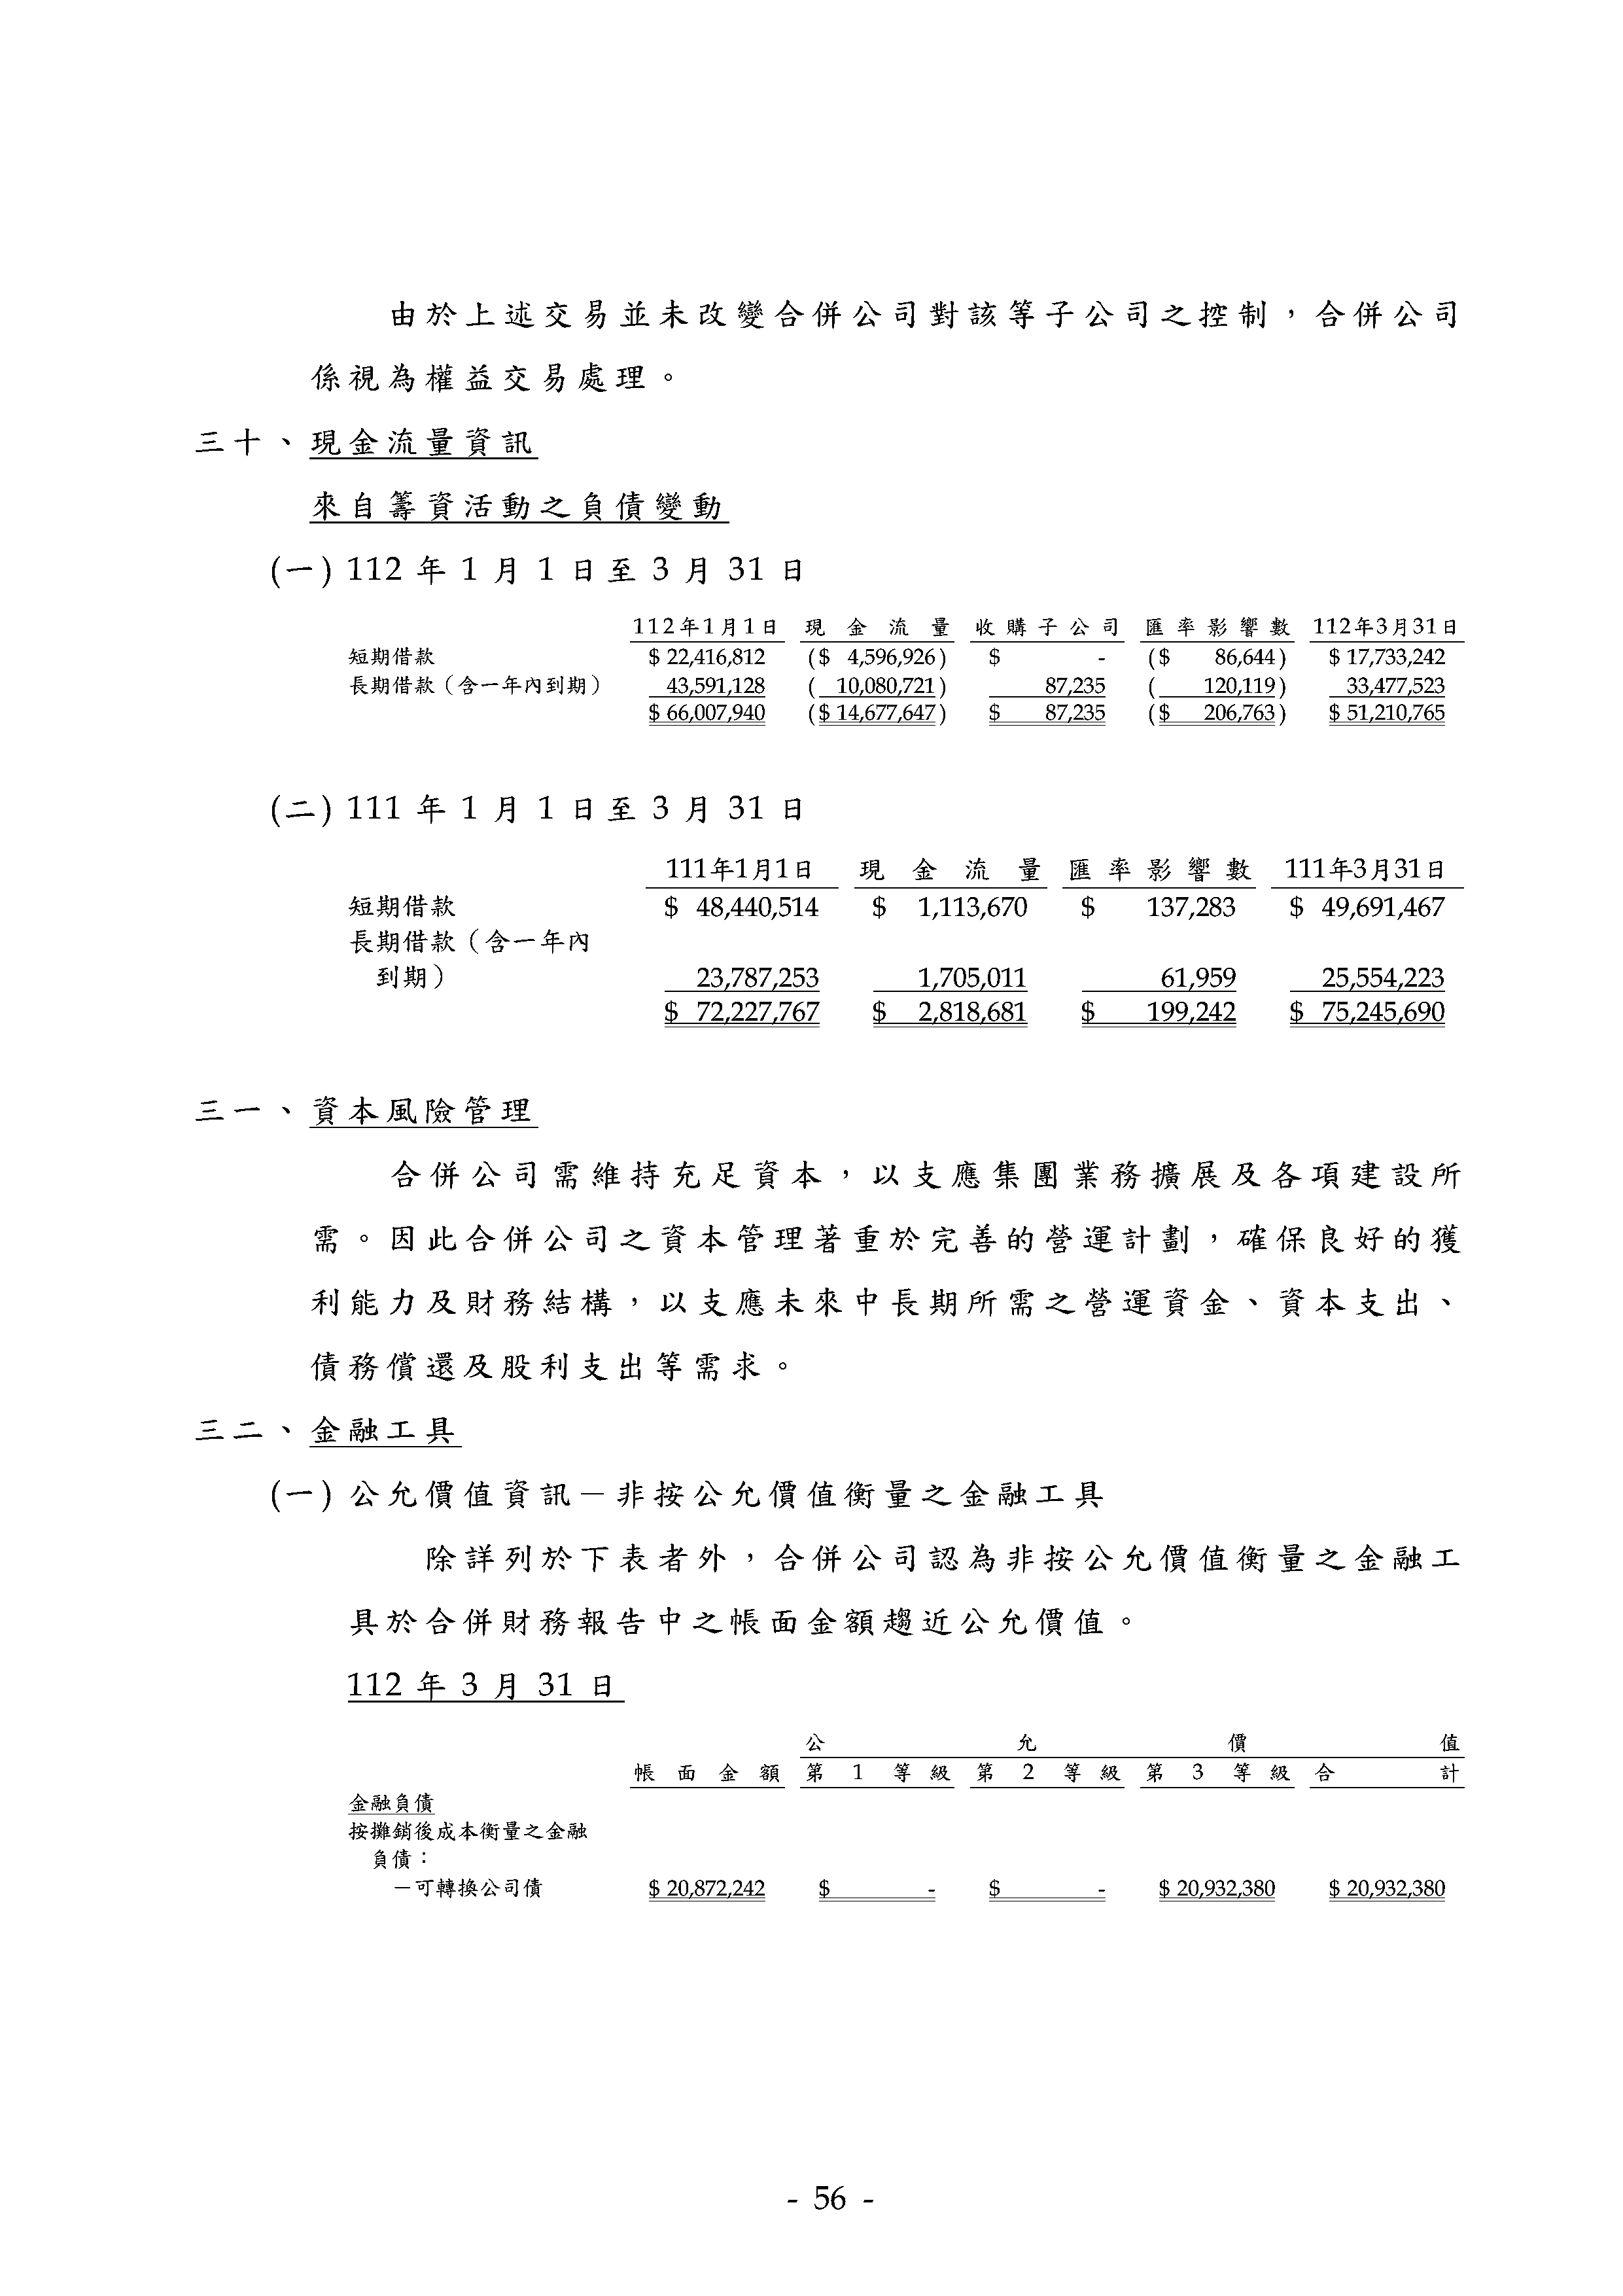 由於上述交易並未改變合併公司對該等子公司之控制，合併公司
係視為權益交易處理。
三十、現金流量資訊
來自籌資活動之負債變動
(一) 112 年 1 月 1 日至 3 月 31 日
112年1月1日 現金流量 收購子公司 匯率影響數 112年3月31日
短期借款 $ 22,416,812 ($ 4,596,926) $ - ($ 86,644) $ 17,733,242
長期借款（含一年內到期） 43,591,128 ( 10,080,721) 87,235 ( 120,119) 33,477,523
$ 66,007,940 ($ 14,677,647) $ 87,235 ($ 206,763) $ 51,210,765
(二) 111 年 1 月 1 日至 3 月 31 日
111年1月1日 現金流量 匯率影響數 111年3月31日
短期借款 $ 48,440,514 $ 1,113,670 $ 137,283 $ 49,691,467
長期借款（含一年內
到期） 23,787,253 1,705,011 61,959 25,554,223
$ 72,227,767 $ 2,818,681 $ 199,242 $ 75,245,690
三一、資本風險管理
合併公司需維持充足資本，以支應集團業務擴展及各項建設所
需。因此合併公司之資本管理著重於完善的營運計劃，確保良好的獲
利能力及財務結構，以支應未來中長期所需之營運資金、資本支出、
債務償還及股利支出等需求。
三二、金融工具
(一) 公允價值資訊－非按公允價值衡量之金融工具
除詳列於下表者外，合併公司認為非按公允價值衡量之金融工
具於合併財務報告中之帳面金額趨近公允價值。
112 年 3 月 31 日
公允價值
帳面金額 第1等級 第2等級 第3等級 合計
金融負債
按攤銷後成本衡量之金融
負債：
－可轉換公司債 $ 20,872,242 $ - $ - $ 20,932,380 $ 20,932,380
- 56 -